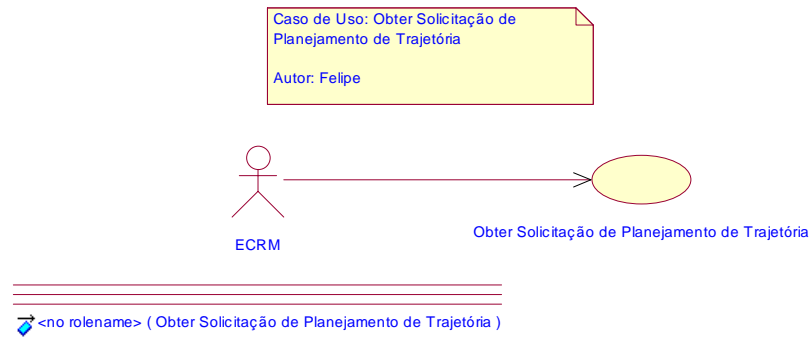 Caso de Uso: Obter Solicitação de
Planejamento de Trajetória
Autor: Felipe
ECRM
Obter Solicitação de Planejamento de Trajetória
<no rolename> ( Obter Solicitação de Planejamento de Trajetória )